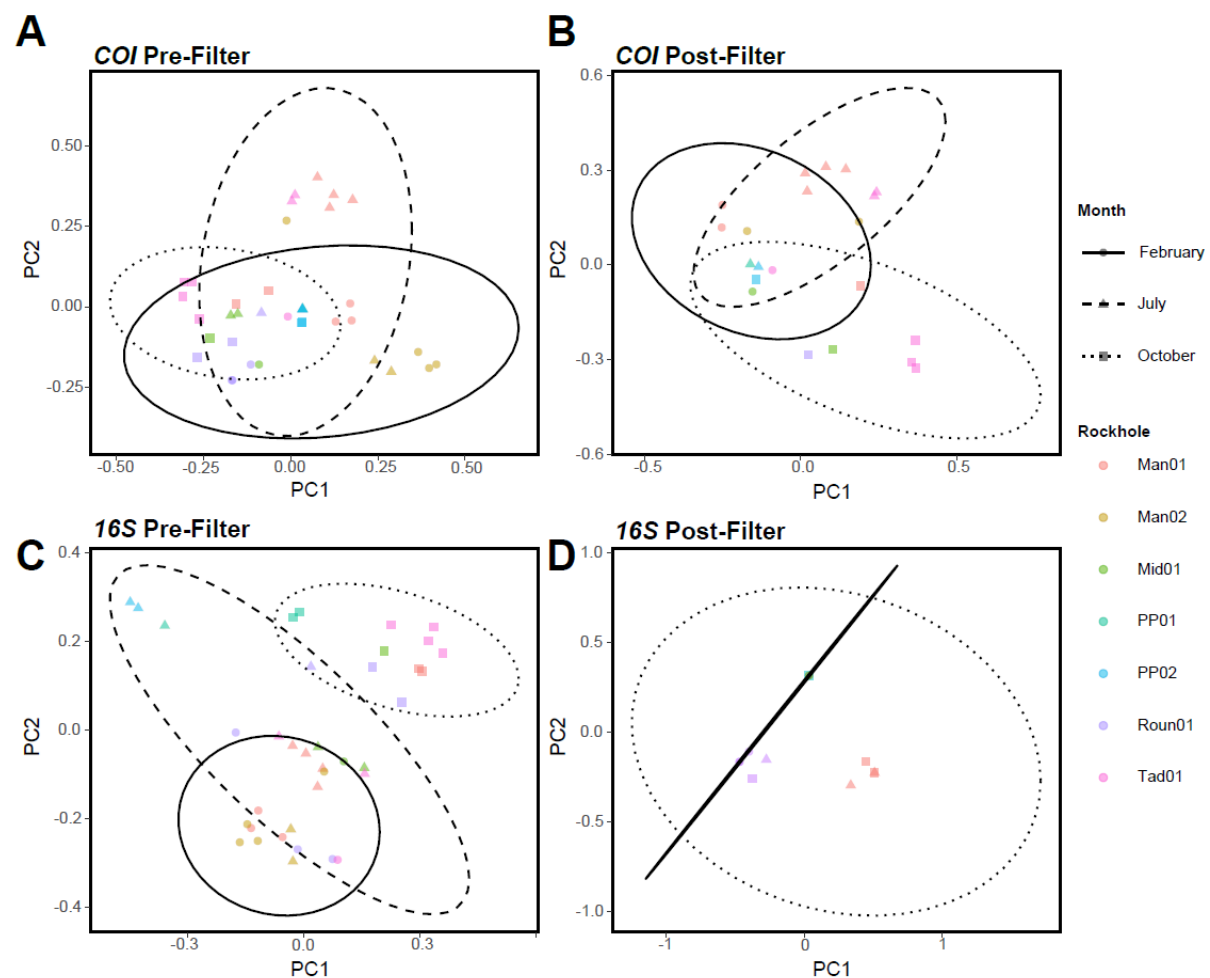 A
COI Pre-Filter
0.50
0.25
0.00
-0.25
PC2
-0.50
-0.25
0.00
0.25
0.50
PC1
B
COI Post-Filter
0.6
0.3
0.0
-0.3
-0.6
PC2
-0.5
0.0
0.5
PC1
Month
February
July
October
Rockhole
Man01
Man02
Mid01
PP01
PP02
Roun01
Tad01
C
16S Pre-Filter
0.4
0.2
0.0
-0.2
-0.4
PC2
-0.3
0.0
0.3
PC1
D
16S Post-Filter
1.0
0.5
0.0
-0.5
-1.0
PC2
-1
0
1
PC1